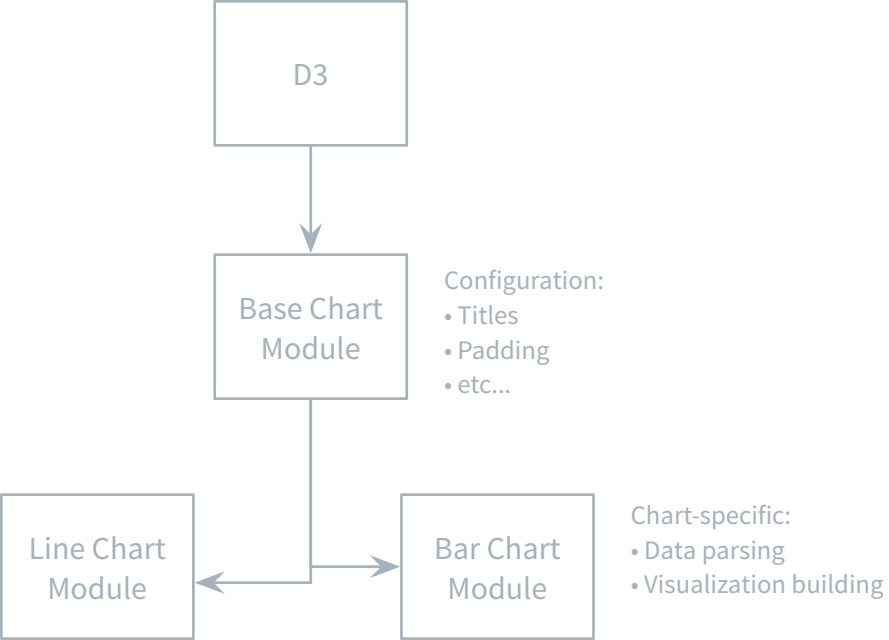 D3
Base Chart
Module
Configuration:
• Titles
• Padding
• etc...
Line Chart
Module
Bar Chart
Module
Chart-specific:
• Data parsing
• Visualization building